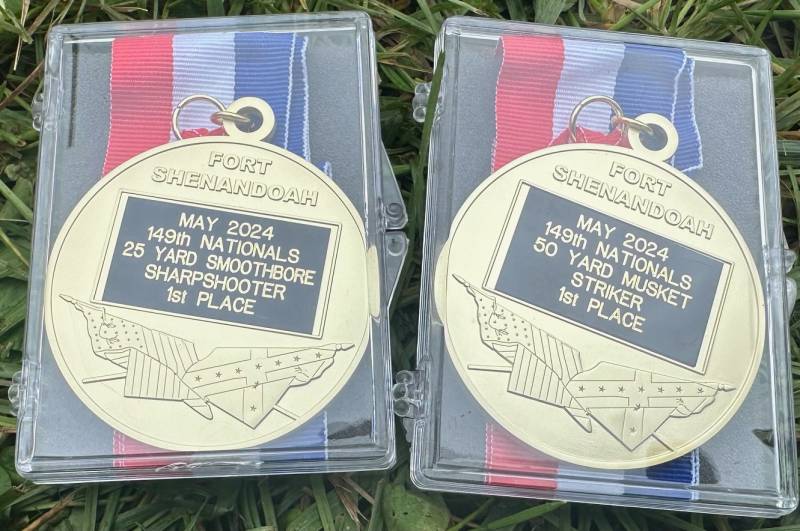 FORT
SHENANDOAH
MAY 2024
149th NATIONALS
25 YARD SMOOTHBORE
SHARPSHOOTER
1st PLACE
FORT
SHENANDOAH
MAY 2024
149th NATIONALS
50 YARD MUSKET
STRIKER
1st PLACE